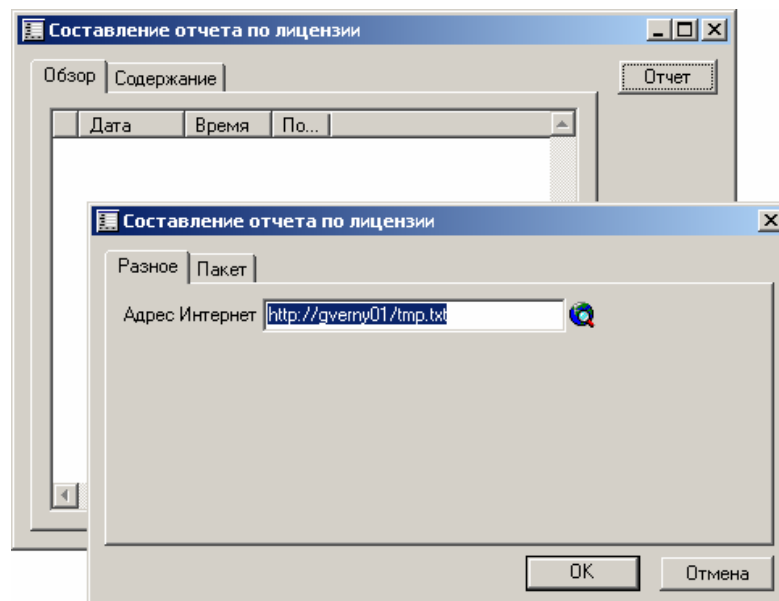 Составление отчета по лицензии
Обзор Содержание Отчет
Дата Время По...
Составление отчета по лицензии
Разное Пакет
Адрес Интернет http://gverny01/tmp.txt
OK Отмена